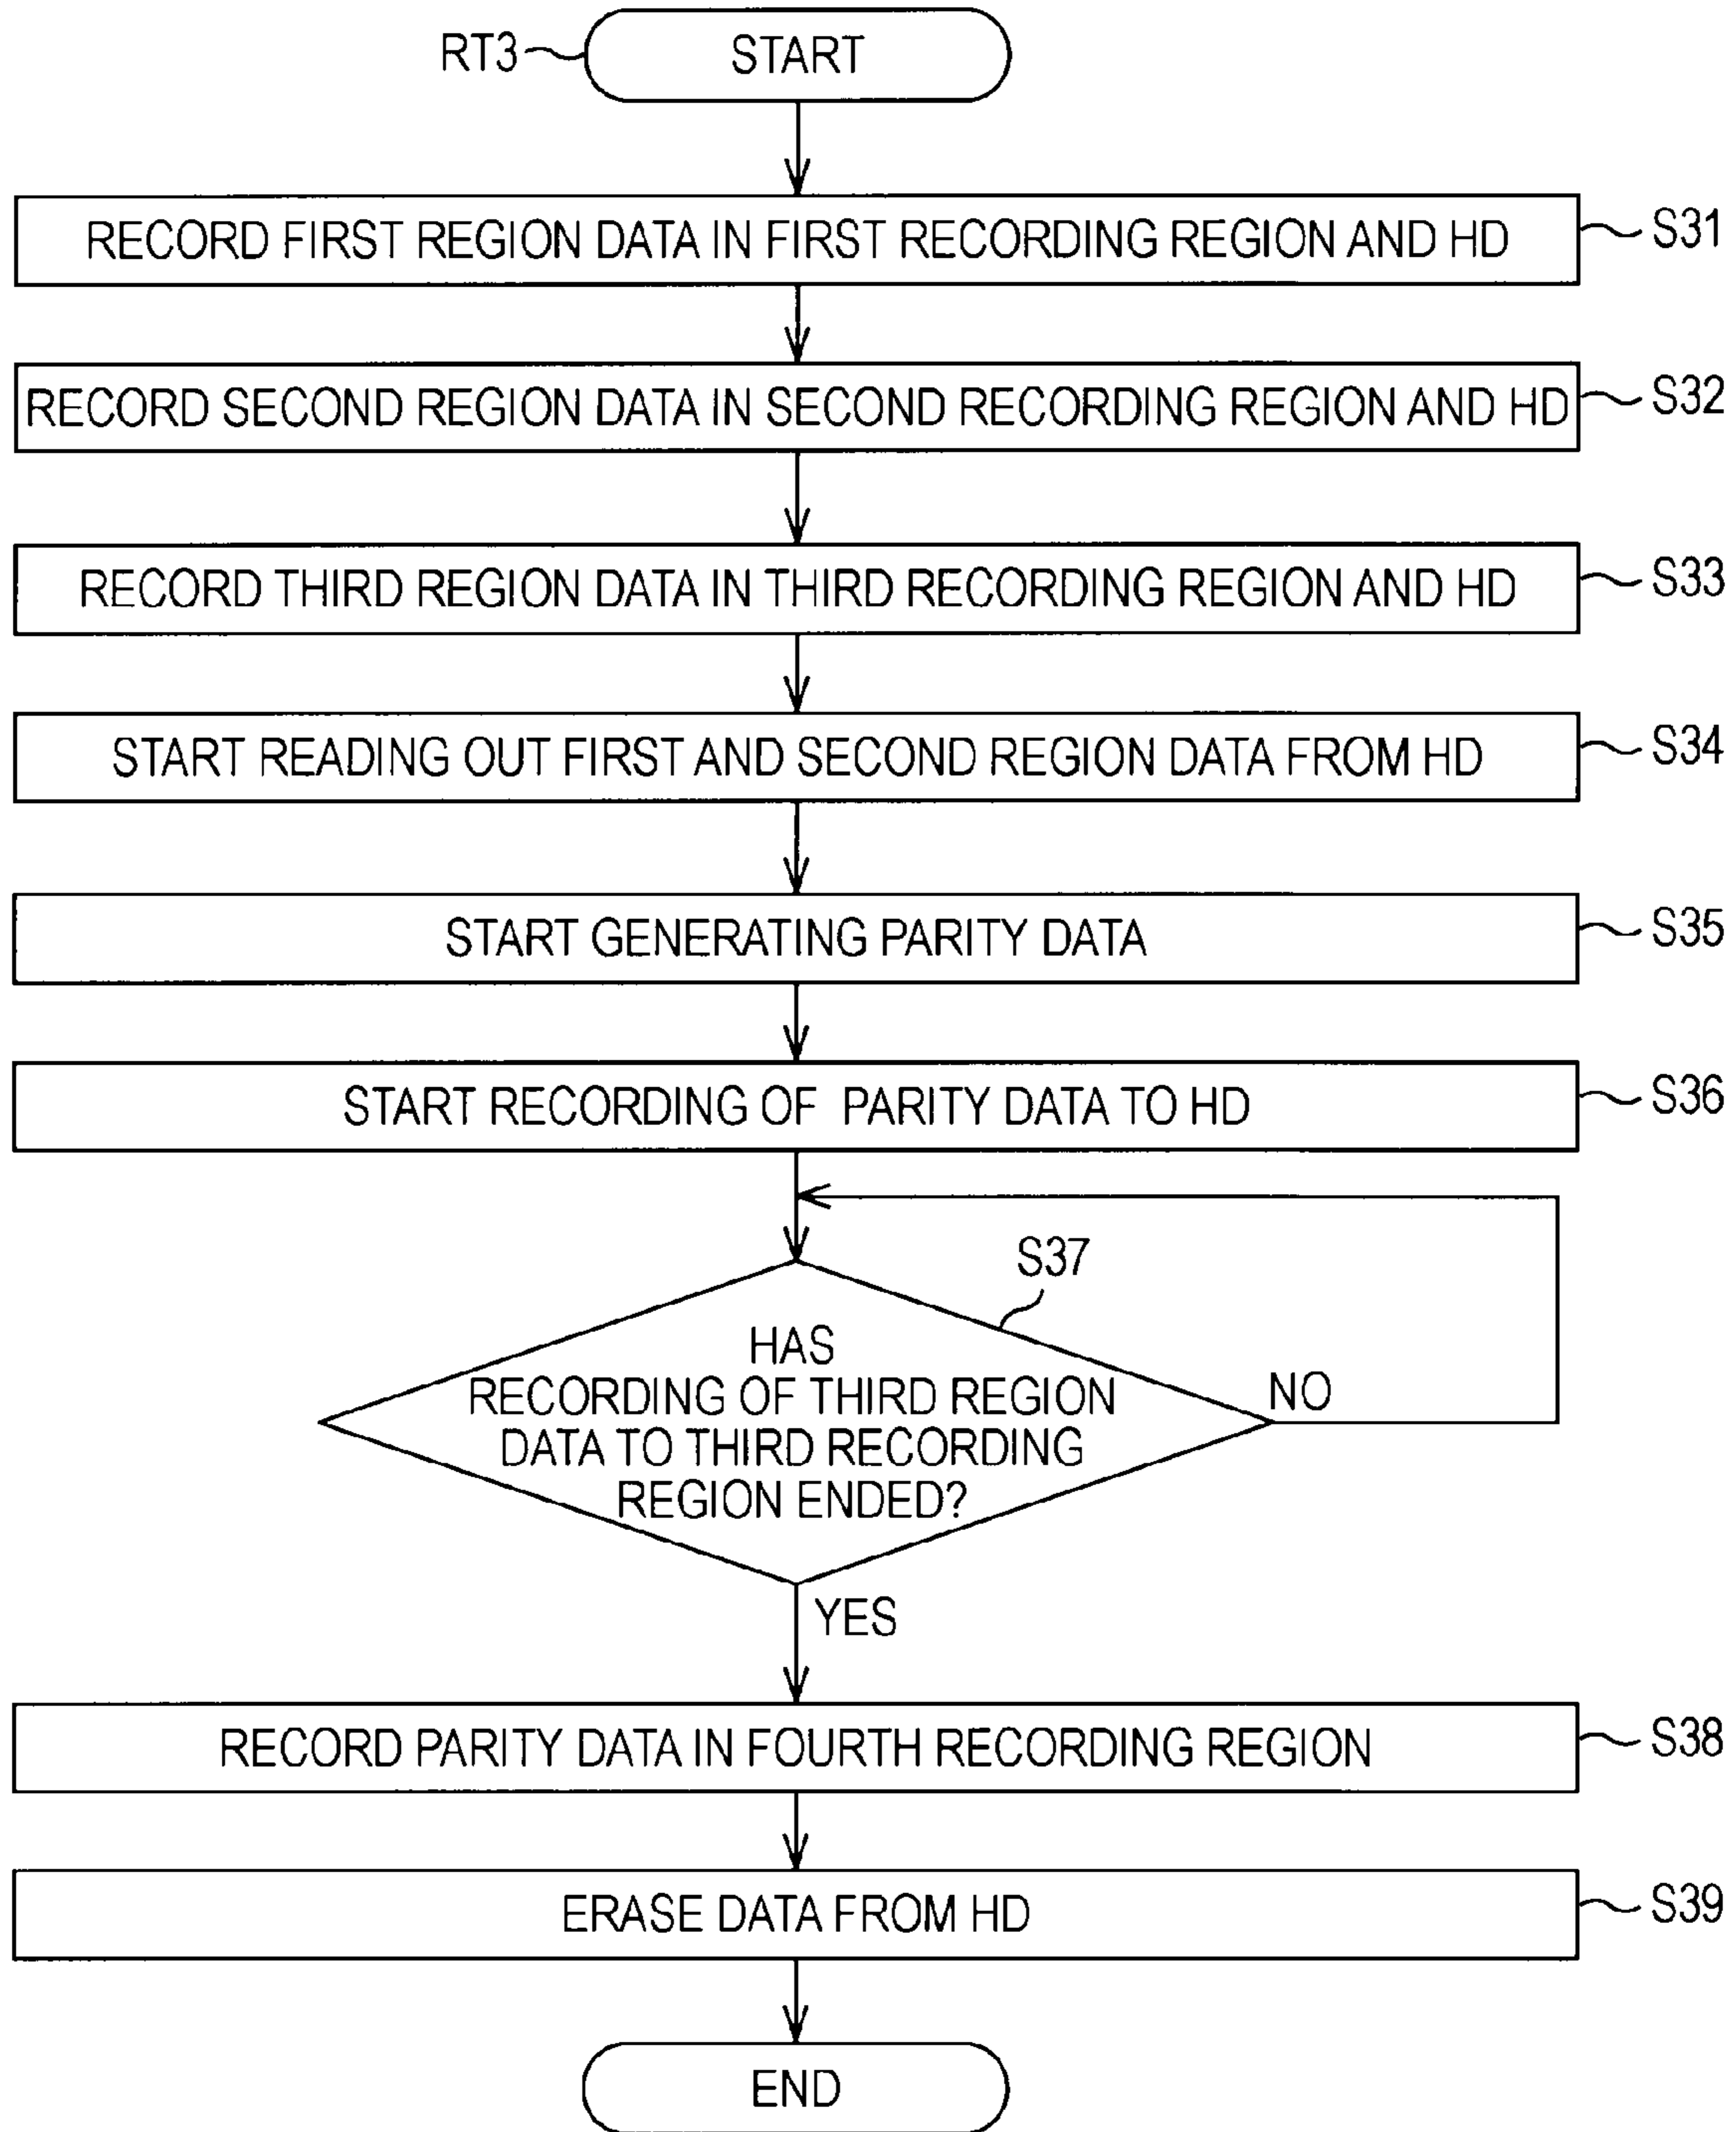 RT3
START
RECORD FIRST REGION DATA IN FIRST RECORDING REGION AND HD
S31
RECORD SECOND REGION DATA IN SECOND RECORDING REGION AND HD
S32
RECORD THIRD REGION DATA IN THIRD RECORDING REGION AND HD
S33
START READING OUT FIRST AND SECOND REGION DATA FROM HD
S34
START GENERATING PARITY DATA
S35
START RECORDING OF PARITY DATA TO HD
S36
S37
HAS
RECORDING OF THIRD REGION
DATA TO THIRD RECORDING
REGION ENDED?
NO
YES
RECORD PARITY DATA IN FOURTH RECORDING REGION
S38
ERASE DATA FROM HD
S39
END